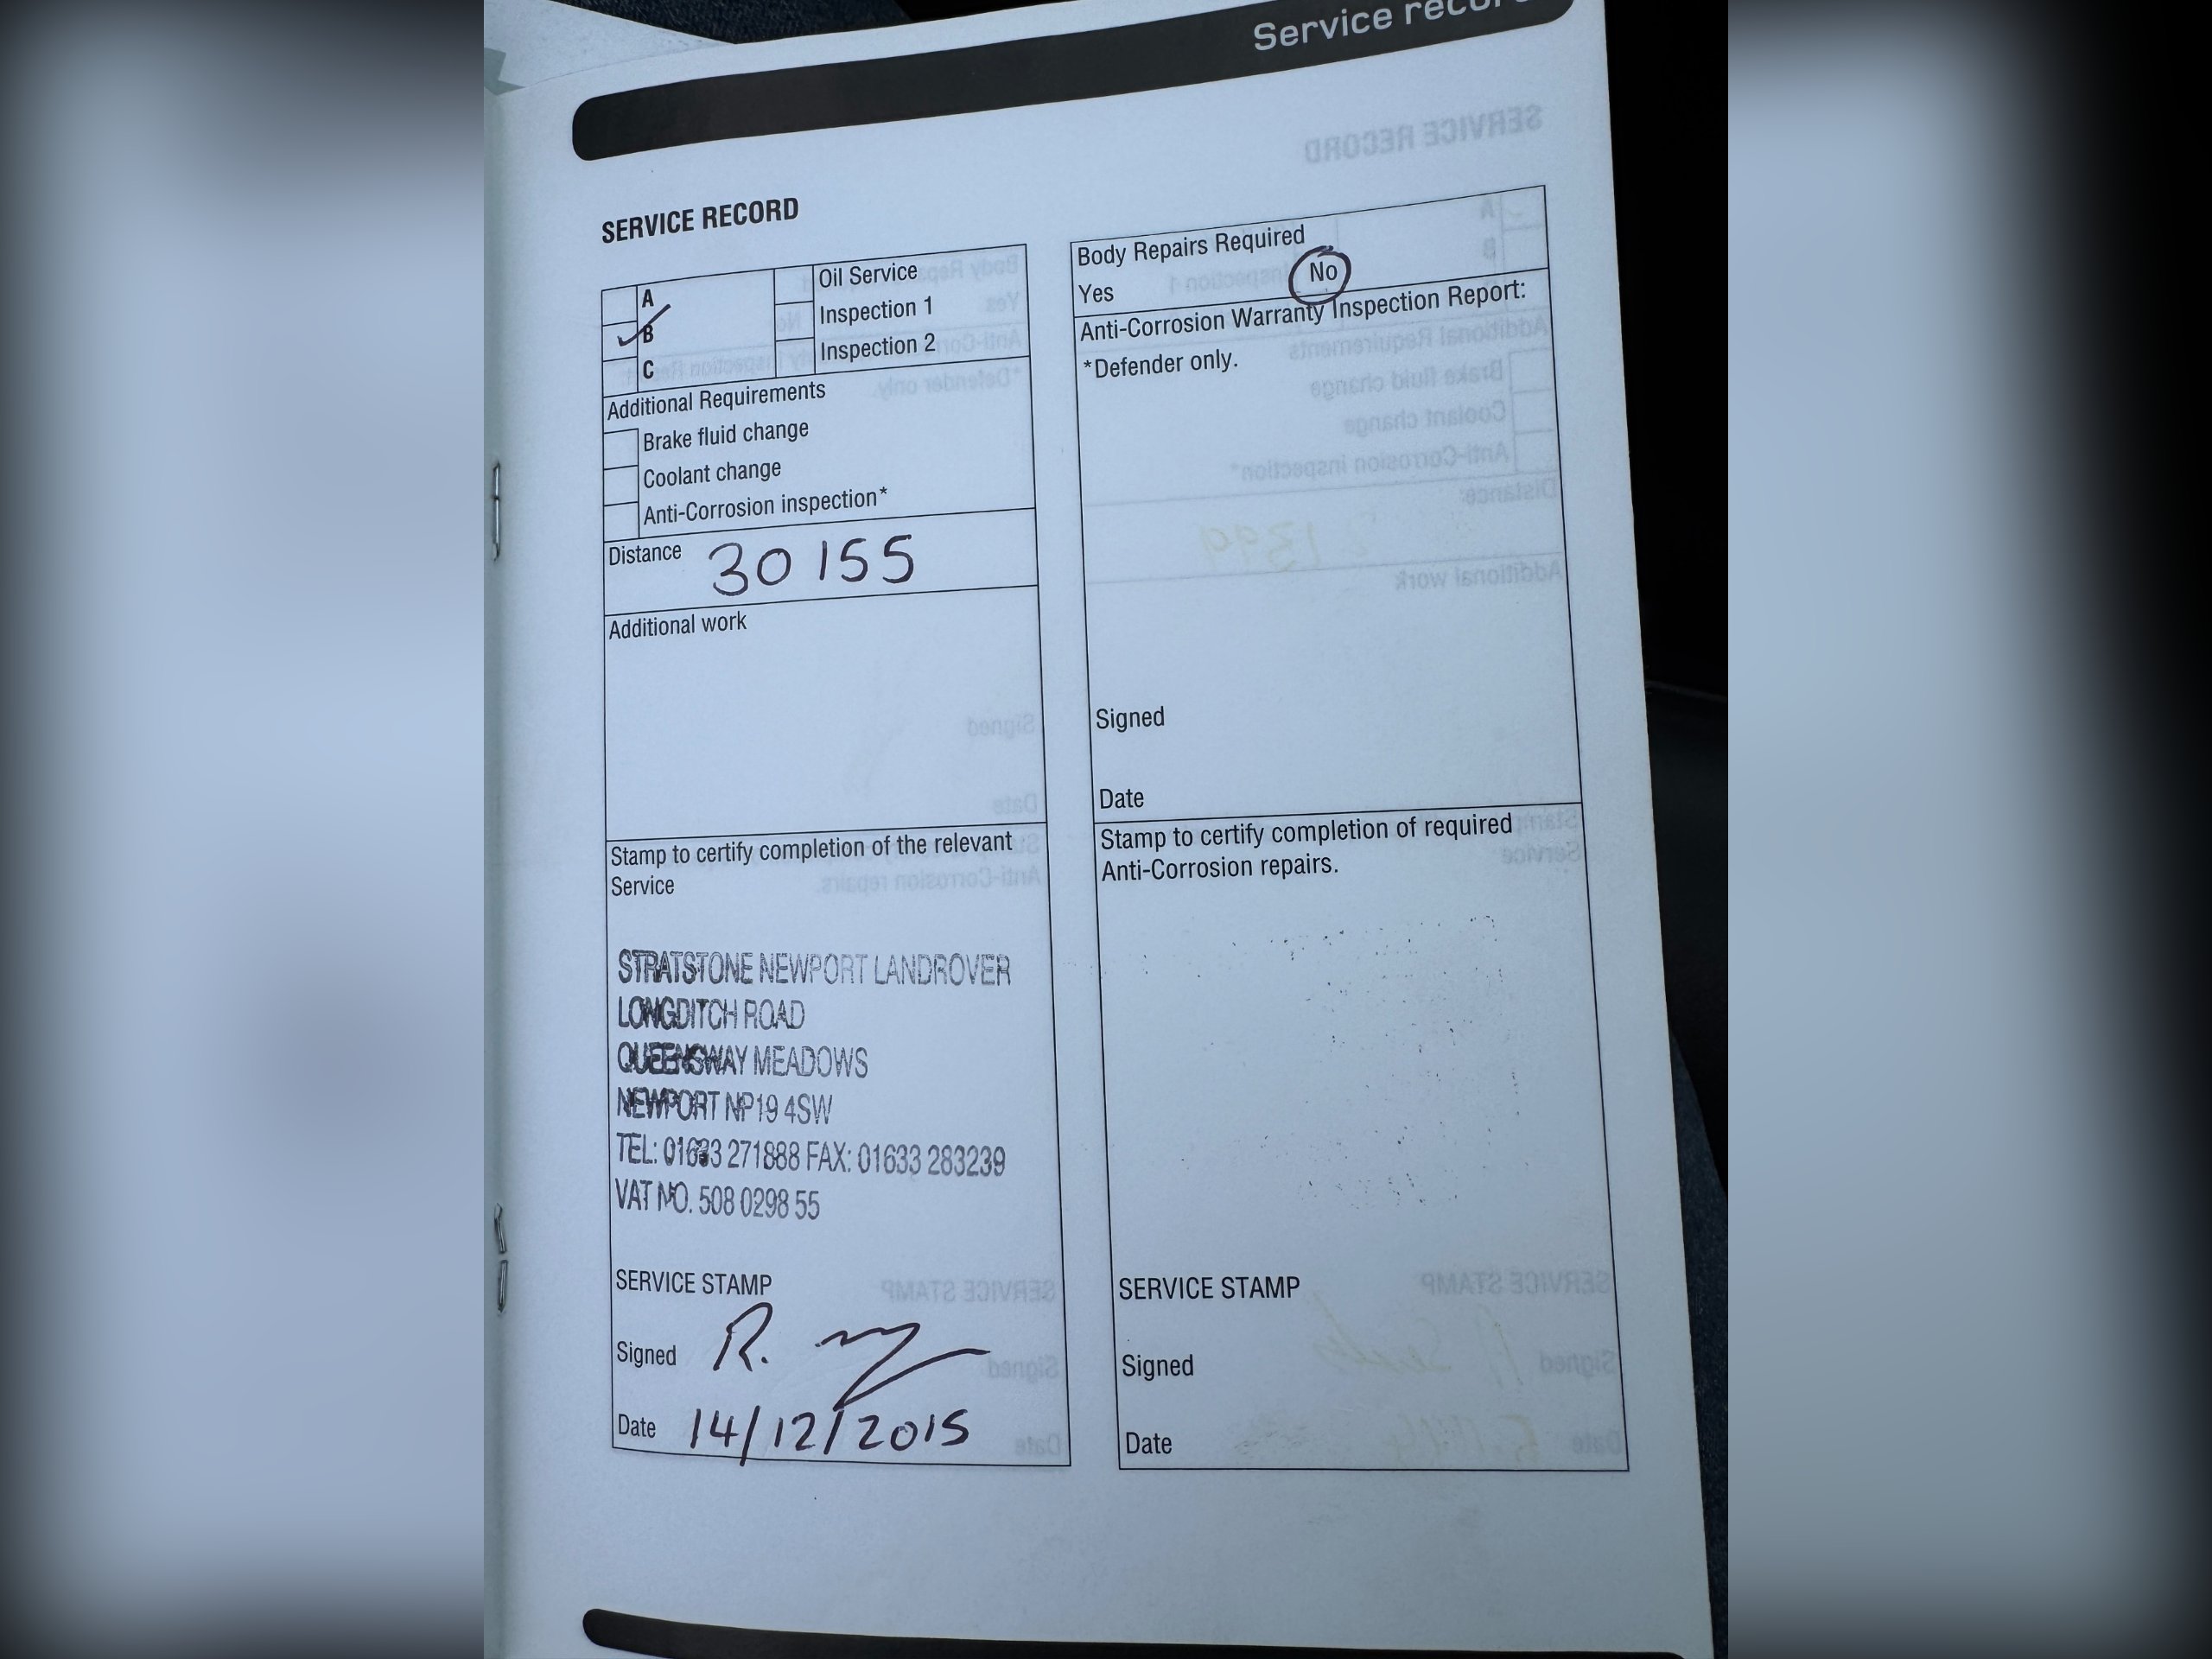 Service record
SERVICE RECORD
A
B
C
Oil Service
Inspection 1
Inspection 2
Additional Requirements
Brake fluid change
Coolant change
Anti-Corrosion inspection*
Distance 30155
Additional work
Stamp to certify completion of the relevant
Service
STRATSTONE NEWPORT LANDROVER
LONGDITCH ROAD
QUEENSWAY MEADOWS
NEWPORT NP19 4SW
TEL: 01633 271888 FAX: 01633 283239
VAT NO. 508 0298 55
SERVICE STAMP
Signed R.
Date 14/12/2015
Body Repairs Required
Yes No
Anti-Corrosion Warranty Inspection Report:
*Defender only.
Signed
Date
Stamp to certify completion of required
Anti-Corrosion repairs.
SERVICE STAMP
Signed
Date